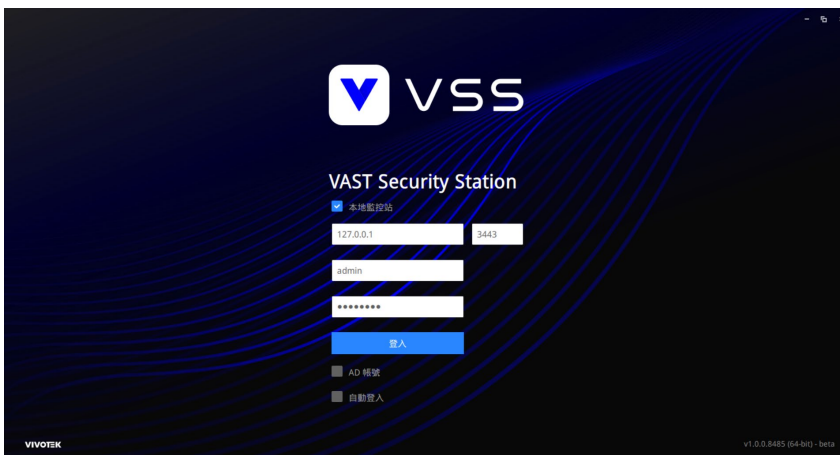 VSS
VAST Security Station
本地監控站
127.0.0.1 3443
admin
••••••••
登入
AD 帳號
自動登入
VIVOTEK v1.0.0.8485 (64-bit) - beta